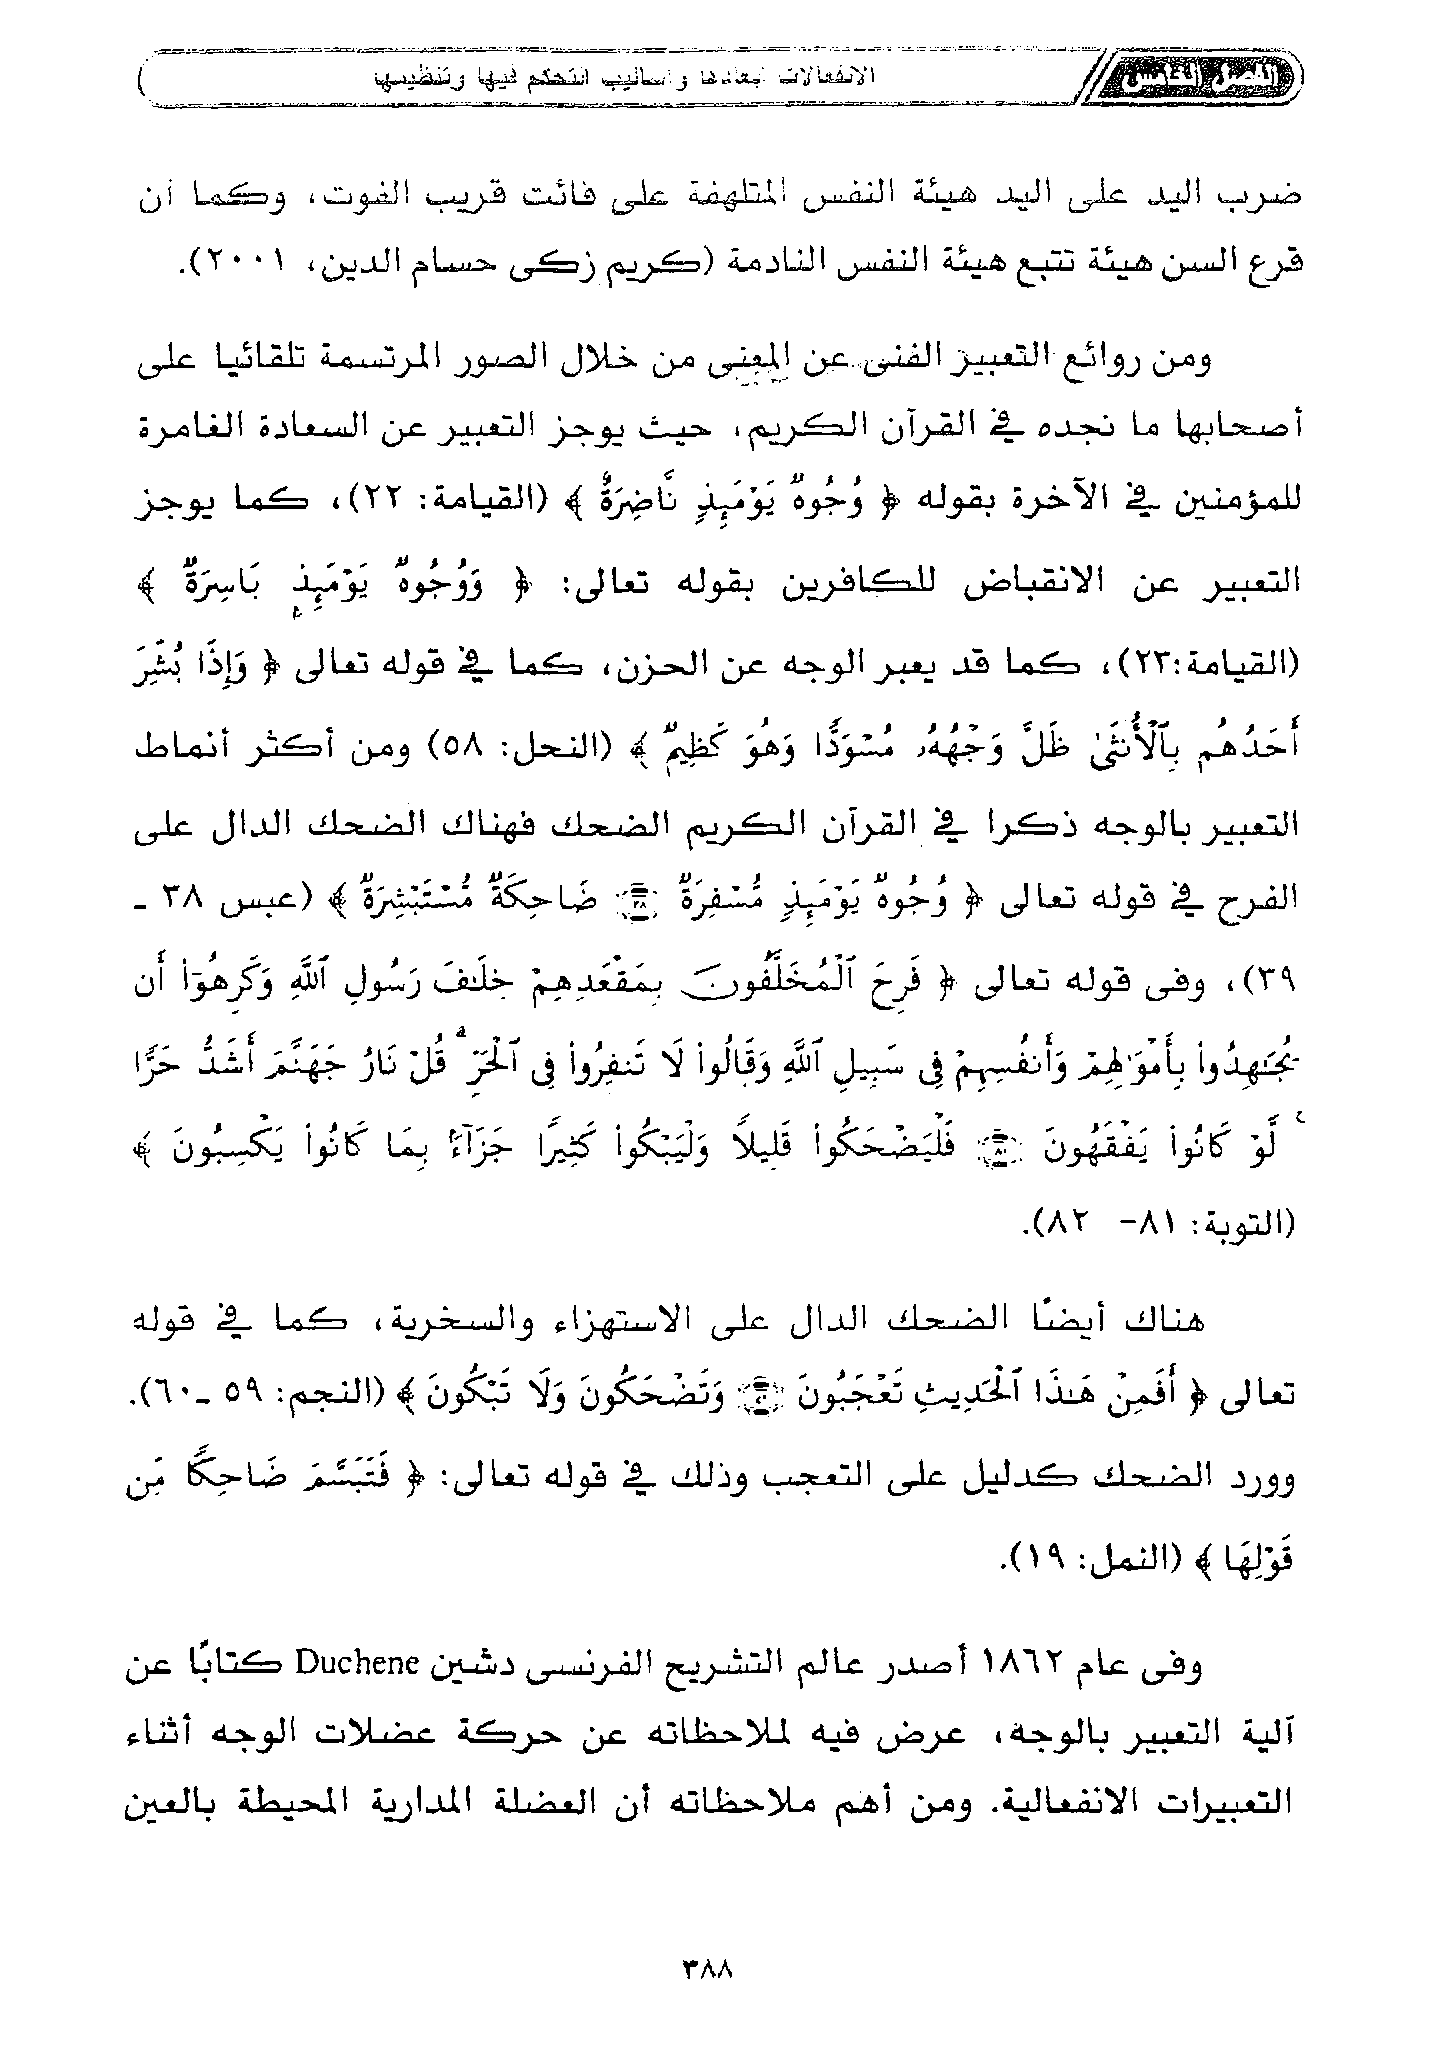 الانفعالات أبعادها وأساليب التحكم فيها وتنظيمها
ضرب اليد على اليد هيئة النفس المتلهفة على فائت قريب الفوت، وكما أن
قرع السن هيئة تتبع هيئة النفس النادمة (كريم زكى حسام الدين، ٢٠٠١).
ومن روائع التعبير الفنى عن المعنى من خلال الصور المرتسمة تلقائيا على
أصحابها ما نجده في القرآن الكريم، حيث يوجز التعبير عن السعادة الغامرة
للمؤمنين في الآخرة بقوله ﴿ وُجُوهٌ يَوْمَئِذٍ نَّاضِرَةٌ ﴾ (القيامة: ٢٢)، كما يوجز
التعبير عن الانقباض للكافرين بقوله تعالى: ﴿ وَوُجُوهٌ يَوْمَئِذٍ بَاسِرَةٌ ﴾
(القيامة:٢٣)، كما قد يعبر الوجه عن الحزن، كما في قوله تعالى ﴿ وَإِذَا بُشِّرَ
أَحَدُهُم بِٱلْأُنثَىٰ ظَلَّ وَجْهُهُۥ مُسْوَدًّا وَهُوَ كَظِيمٌ ﴾ (النحل: ٥٨) ومن أكثر أنماط
التعبير بالوجه ذكرا في القرآن الكريم الضحك فهناك الضحك الدال على
الفرح في قوله تعالى ﴿ وُجُوهٌ يَوْمَئِذٍ مُّسْفِرَةٌ ۝٣٨ ضَاحِكَةٌ مُّسْتَبْشِرَةٌ ﴾ (عبس ٣٨ -
٣٩)، وفى قوله تعالى ﴿ فَرِحَ ٱلْمُخَلَّفُونَ بِمَقْعَدِهِمْ خِلَٰفَ رَسُولِ ٱللَّهِ وَكَرِهُوٓا۟ أَن
يُجَٰهِدُوا۟ بِأَمْوَٰلِهِمْ وَأَنفُسِهِمْ فِى سَبِيلِ ٱللَّهِ وَقَالُوا۟ لَا تَنفِرُوا۟ فِى ٱلْحَرِّ ۗ قُلْ نَارُ جَهَنَّمَ أَشَدُّ حَرًّا
ۚ لَّوْ كَانُوا۟ يَفْقَهُونَ ۝٨١ فَلْيَضْحَكُوا۟ قَلِيلًا وَلْيَبْكُوا۟ كَثِيرًا جَزَآءًۢ بِمَا كَانُوا۟ يَكْسِبُونَ ﴾
(التوبة: ٨١- ٨٢).
هناك أيضًا الضحك الدال على الاستهزاء والسخرية، كما في قوله
تعالى ﴿ أَفَمِنْ هَٰذَا ٱلْحَدِيثِ تَعْجَبُونَ ۝ وَتَضْحَكُونَ وَلَا تَبْكُونَ ﴾ (النجم: ٥٩ -٦٠).
وورد الضحك كدليل على التعجب وذلك في قوله تعالى: ﴿ فَتَبَسَّمَ ضَاحِكًا مِّن
قَوْلِهَا ﴾ (النمل: ١٩).
وفى عام ١٨٦٢ أصدر عالم التشريح الفرنسى دشين Duchene كتابًا عن
آلية التعبير بالوجه، عرض فيه لملاحظاته عن حركة عضلات الوجه أثناء
التعبيرات الانفعالية. ومن أهم ملاحظاته أن العضلة المدارية المحيطة بالعين
٣٨٨